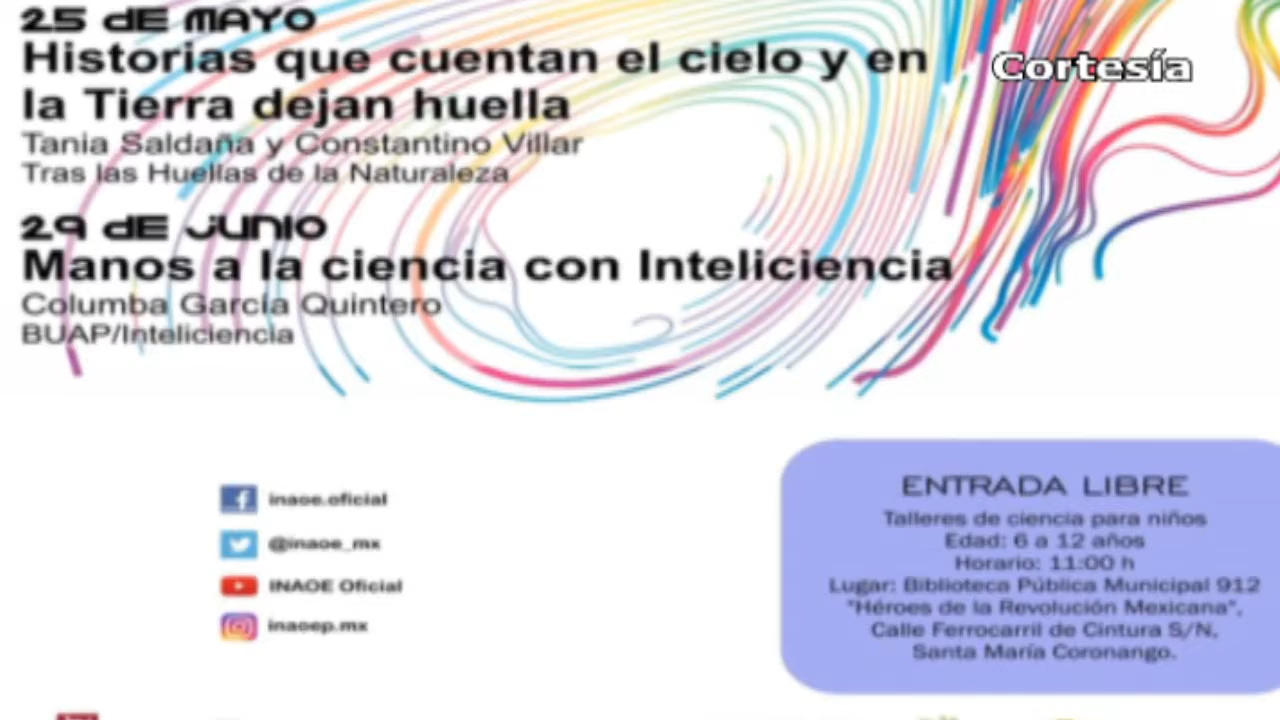 25 DE MAYO
Historias que cuentan el cielo y en
la Tierra dejan huella
Tania Saldaña y Constantino Villar
Tras las Huellas de la Naturaleza
29 DE JUNIO
Manos a la ciencia con Inteliciencia
Columba García Quintero
BUAP/Inteliciencia
Cortesía
inaoe.oficial
@inaoe_mx
INAOE Oficial
inaoep.mx
ENTRADA LIBRE
Talleres de ciencia para niños
Edad: 6 a 12 años
Horario: 11:00 h
Lugar: Biblioteca Pública Municipal 912
"Héroes de la Revolución Mexicana",
Calle Ferrocarril de Cintura S/N,
Santa María Coronango.